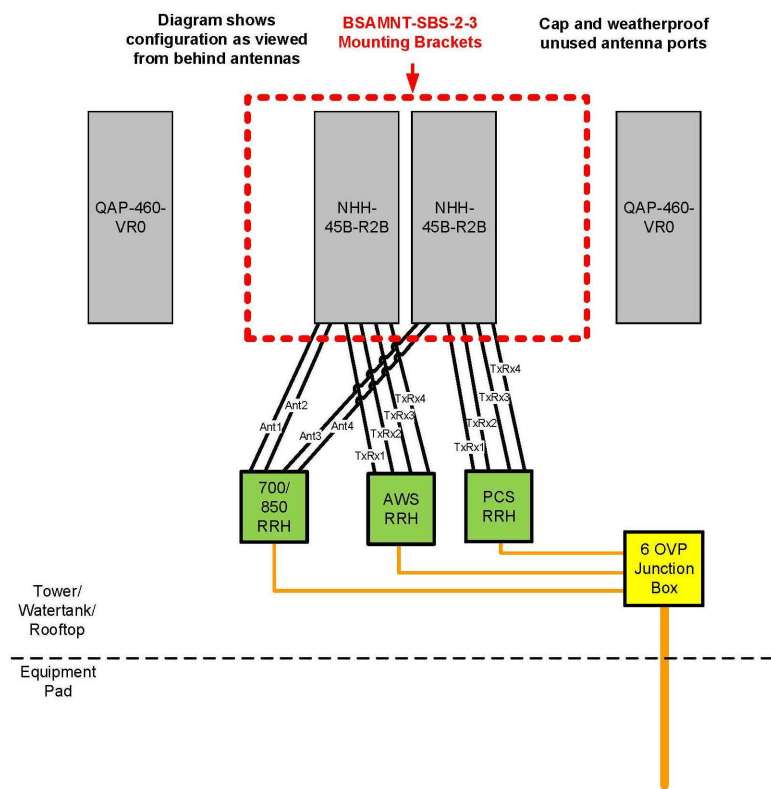 Diagram shows
configuration as viewed
from behind antennas
BSAMNT-SBS-2-3
Mounting Brackets
Cap and weatherproof
unused antenna ports
QAP-460-
VR0
NHH-
45B-R2B
NHH-
45B-R2B
QAP-460-
VR0
Ant1
Ant2
Ant3
Ant4
TxRx1
TxRx2
TxRx3
TxRx4
TxRx1
TxRx2
TxRx3
TxRx4
700/
850
RRH
AWS
RRH
PCS
RRH
6 OVP
Junction
Box
Tower/
Watertank/
Rooftop
Equipment
Pad